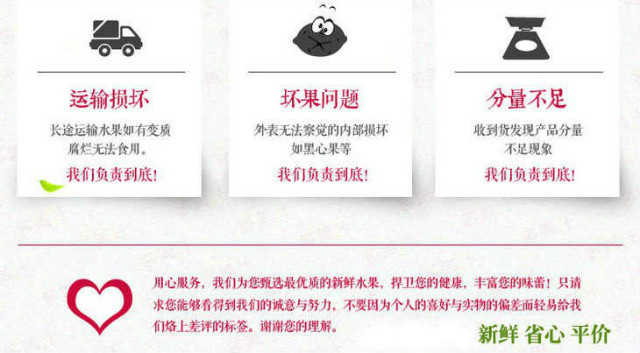 运输损坏
长途运输水果如有变质
腐烂无法食用。
我们负责到底!
坏果问题
外表无法察觉的内部损坏
如黑心果等
我们负责到底!
分量不足
收到货发现产品分量
不足现象
我们负责到底!
用心服务，我们为您甄选最优质的新鲜水果，捍卫您的健康，丰富您的味蕾！只请
求您能够看得到我们的诚意与努力，不要因为个人的喜好与实物的偏差而轻易给我
们烙上差评的标签。谢谢您的理解。
新鲜 省心 平价